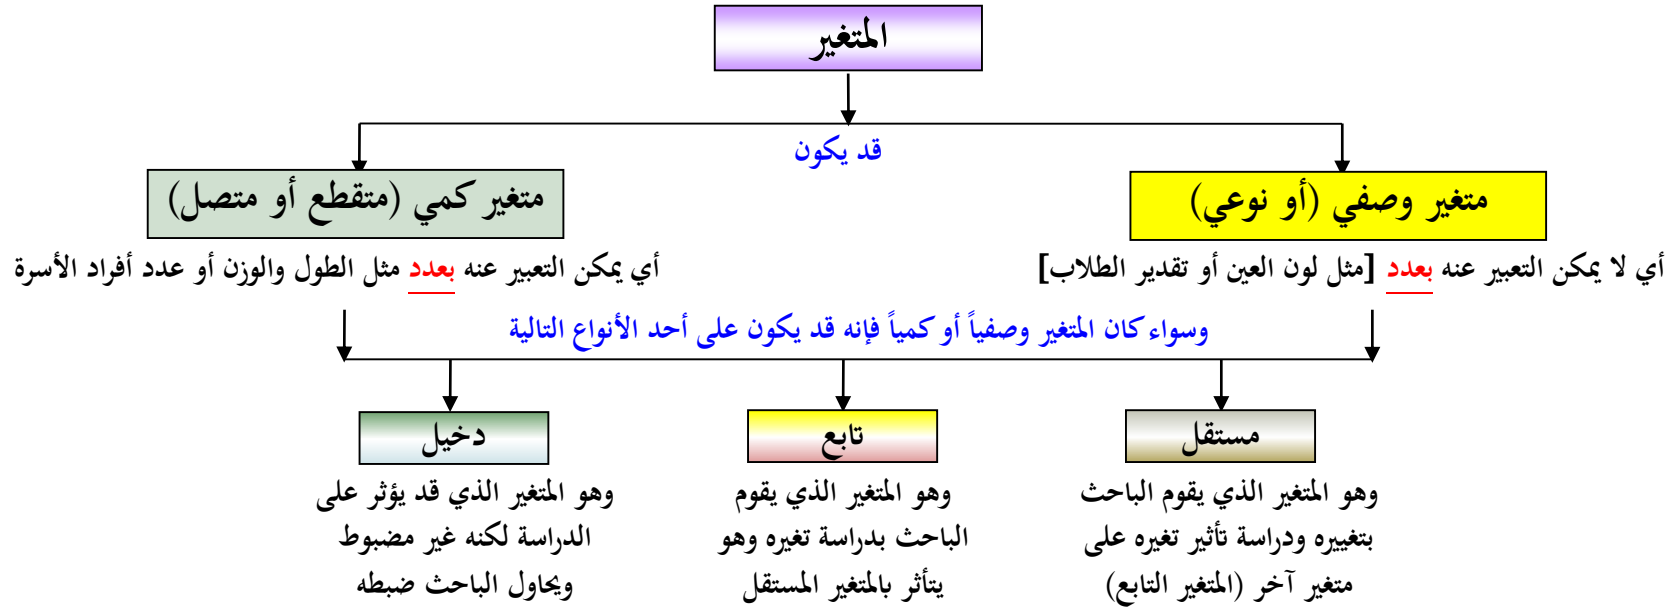 المتغير
قد يكون
متغير وصفي (أو نوعي)
متغير كمي (متقطع أو متصل)
أي لا يمكن التعبير عنه بعدد [مثل لون العين أو تقدير الطلاب]
أي يمكن التعبير عنه بعدد مثل الطول والوزن أو عدد أفراد الأسرة
وسواء كان المتغير وصفياً أو كمياً فإنه قد يكون على أحد الأنواع التالية
مستقل
وهو المتغير الذي يقوم الباحث
بتغييره ودراسة تأثير تغيره على
متغير آخر (المتغير التابع)
تابع
وهو المتغير الذي يقوم
الباحث بدراسة تغيره وهو
يتأثر بالمتغير المستقل
دخيل
وهو المتغير الذي قد يؤثر على
الدراسة لكنه غير مضبوط
ويحاول الباحث ضبطه